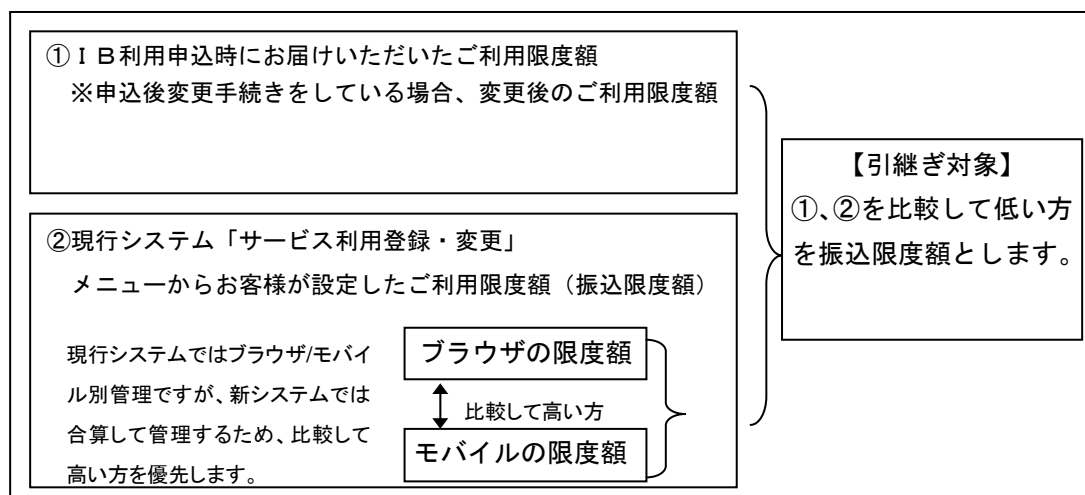 ①ＩＢ利用申込時にお届けいただいたご利用限度額
※申込後変更手続きをしている場合、変更後のご利用限度額
②現行システム「サービス利用登録・変更」
メニューからお客様が設定したご利用限度額（振込限度額）
現行システムではブラウザ/モバイ
ル別管理ですが、新システムでは
合算して管理するため、比較して
高い方を優先します。
ブラウザの限度額
比較して高い方
モバイルの限度額
【引継ぎ対象】
①、②を比較して低い方
を振込限度額とします。